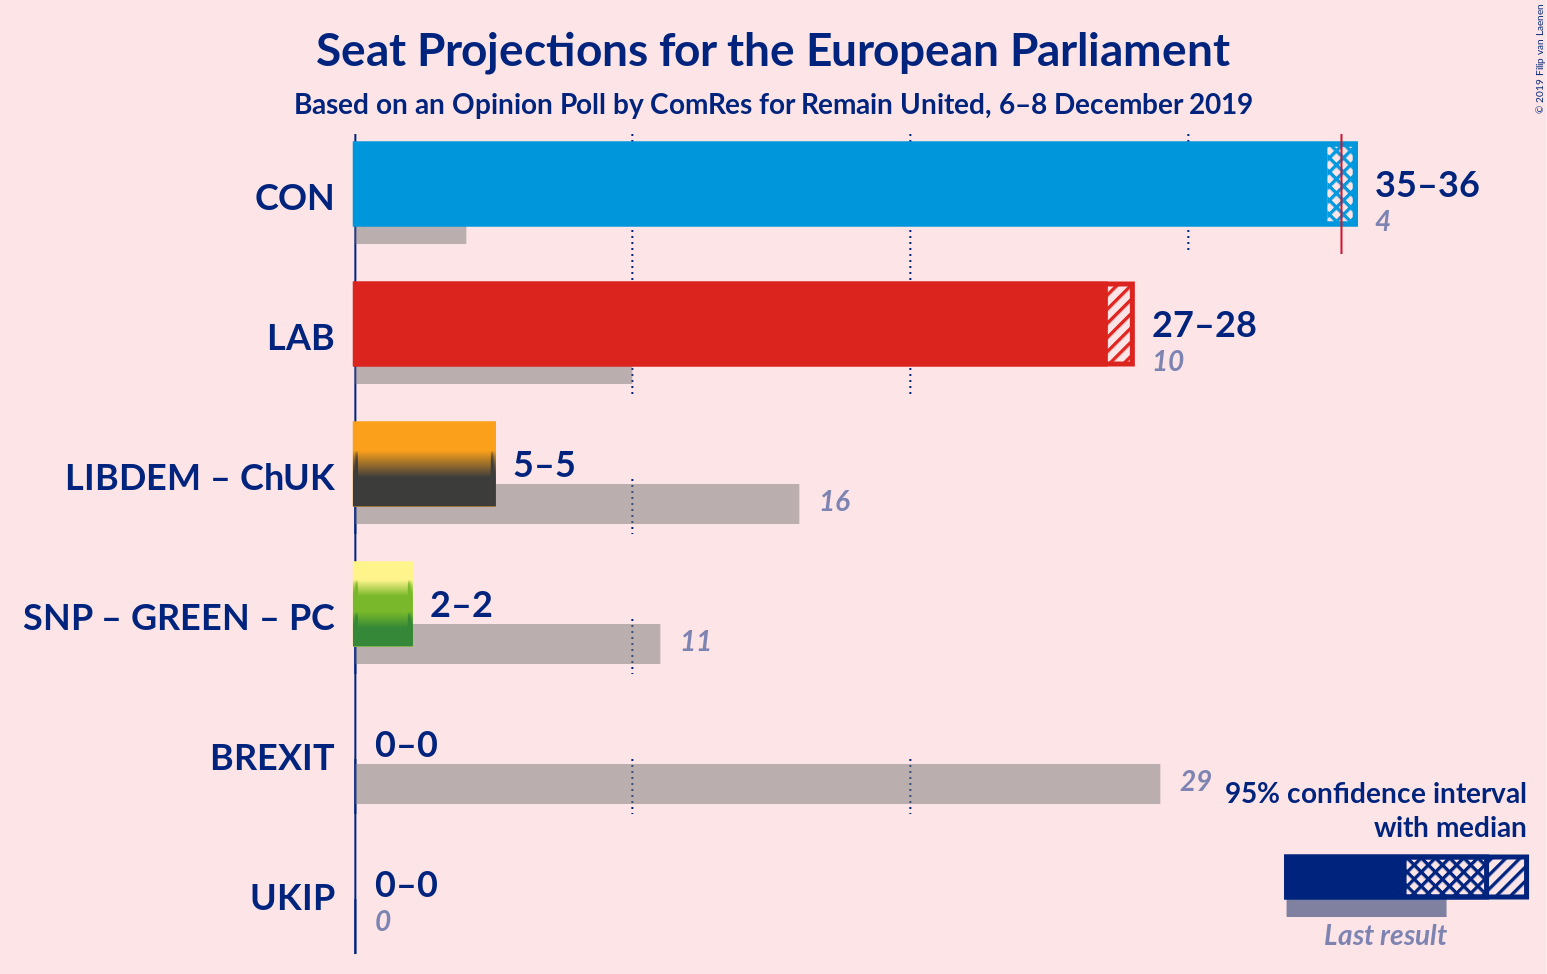 Seat Projections for the European Parliament
Based on an Opinion Poll by ComRes for Remain United, 6–8 December 2019
© 2019 Filip van Laenen
CON
35–36
4
LAB
27–28
10
LIBDEM – ChUK
5–5
16
SNP – GREEN – PC
2–2
11
BREXIT
0–0
29
UKIP
0–0
0
95% confidence interval
with median
Last result